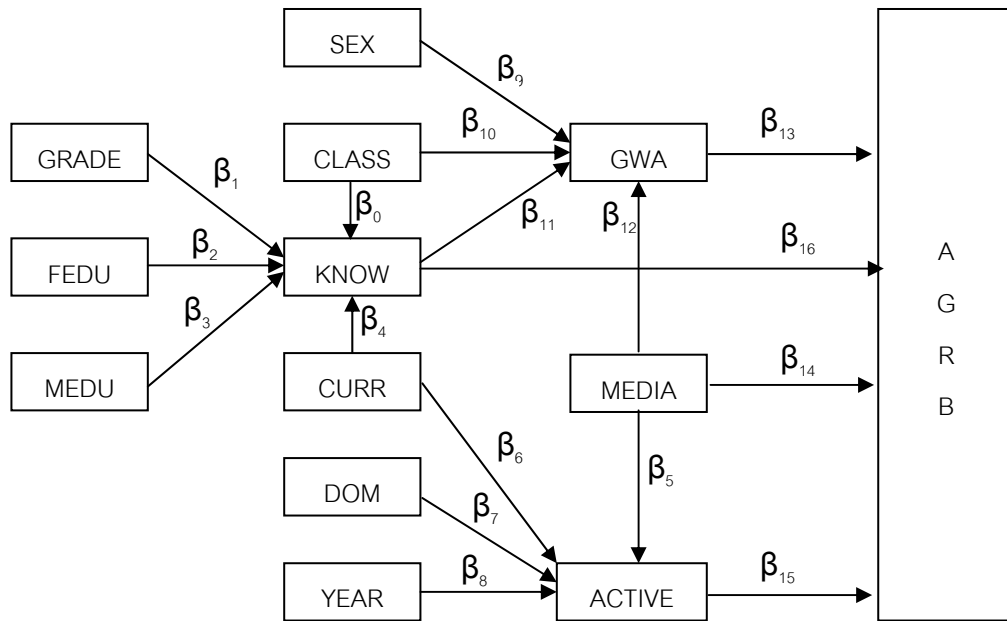 SEX
β₉
GRADE
CLASS
β₁₀
GWA
β₁₃
β₁
β₀
β₁₁
β₁₂
FEDU
β₂
KNOW
β₁₆
β₃
β₄
MEDU
CURR
MEDIA
β₁₄
β₆
β₅
DOM
β₇
YEAR
β₈
ACTIVE
β₁₅
A
G
R
B